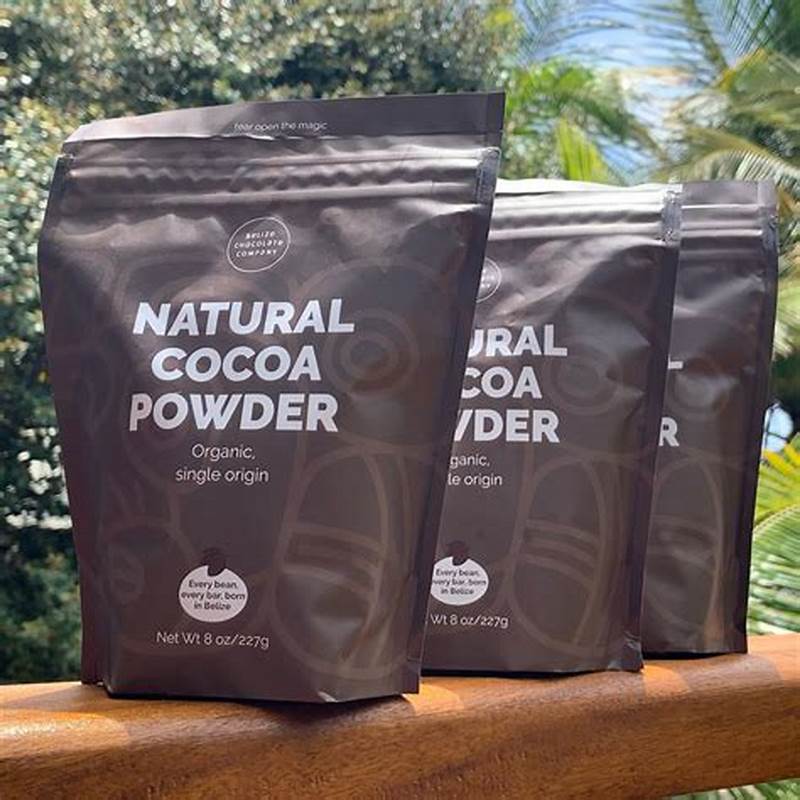 tear open the magic
BELIZE
CHOCOLATE
COMPANY
NATURAL
COCOA
POWDER
Organic,
single origin
Every bean,
every bar, born
in Belize
Net Wt 8 oz/227g
URAL
COA
WDER
ganic,
le origin
Every bean,
every bar, born
in Belize
Net Wt 8 oz/227g
R